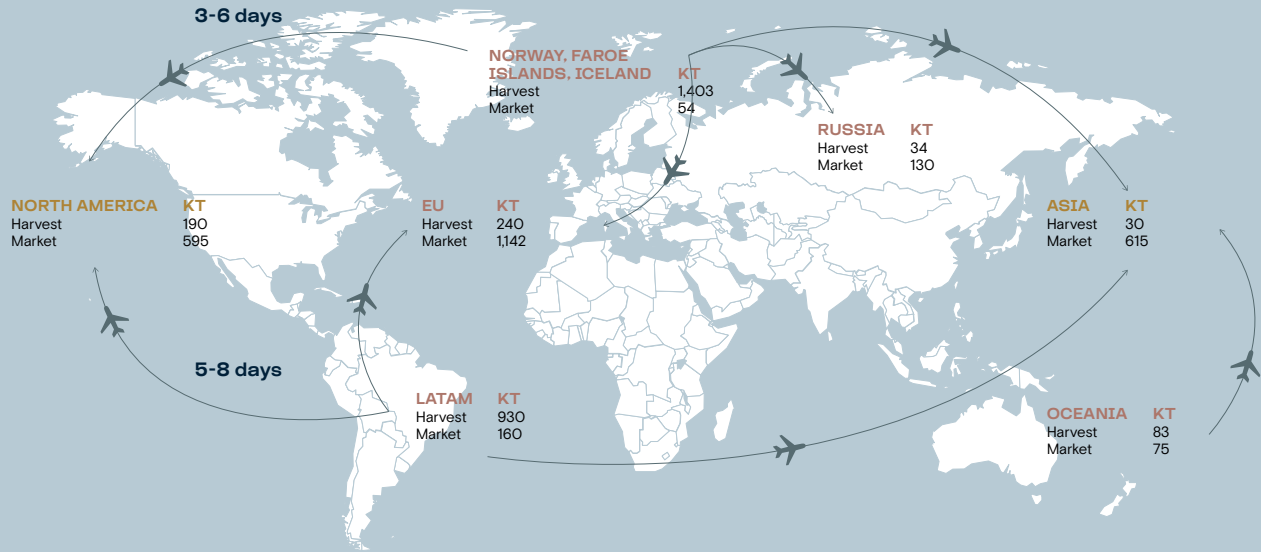 3-6 days
NORWAY, FAROE
ISLANDS, ICELAND KT
Harvest 1,403
Market 54
RUSSIA KT
Harvest 34
Market 130
NORTH AMERICA KT
Harvest 190
Market 595
EU KT
Harvest 240
Market 1,142
ASIA KT
Harvest 30
Market 615
5-8 days
LATAM KT
Harvest 930
Market 160
OCEANIA KT
Harvest 83
Market 75